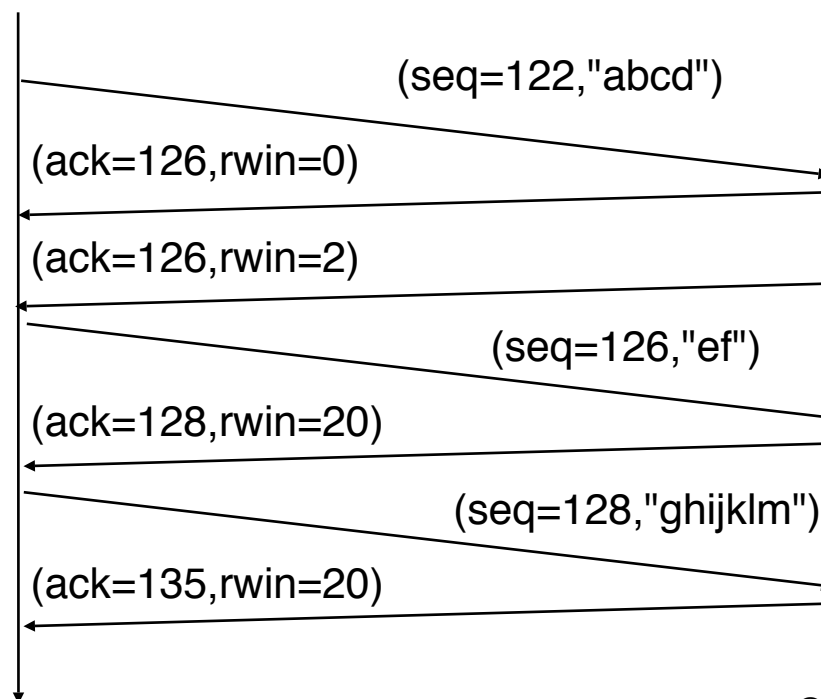 (seq=122,"abcd")
(ack=126,rwin=0)
(ack=126,rwin=2)
(seq=126,"ef")
(ack=128,rwin=20)
(seq=128,"ghijklm")
(ack=135,rwin=20)